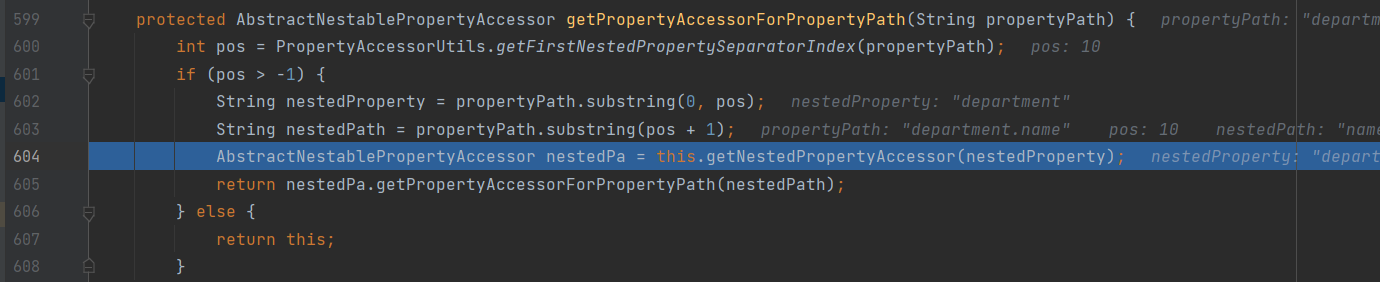 599 protected AbstractNestablePropertyAccessor getPropertyAccessorForPropertyPath(String propertyPath) { propertyPath: "departm
600 int pos = PropertyAccessorUtils.getFirstNestedPropertySeparatorIndex(propertyPath); pos: 10
601 if (pos > -1) {
602 String nestedProperty = propertyPath.substring(0, pos); nestedProperty: "department"
603 String nestedPath = propertyPath.substring(pos + 1); propertyPath: "department.name" pos: 10 nestedPath: "name
604 AbstractNestablePropertyAccessor nestedPa = this.getNestedPropertyAccessor(nestedProperty); nestedProperty: "depart
605 return nestedPa.getPropertyAccessorForPropertyPath(nestedPath);
606 } else {
607 return this;
608 }